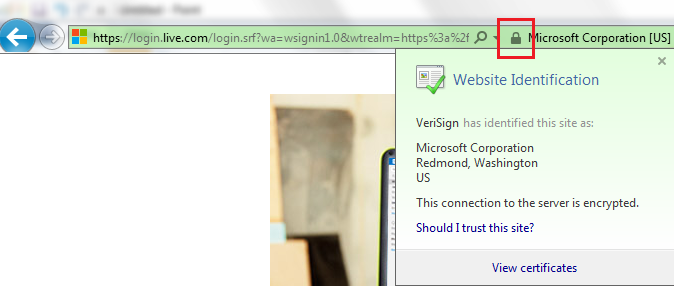 https://login.live.com/login.srf?wa=wsignin1.0&wtrealm=https%3a%2f
Microsoft Corporation [US]
Website Identification
VeriSign has identified this site as:
Microsoft Corporation
Redmond, Washington
US
This connection to the server is encrypted.
Should I trust this site?
View certificates